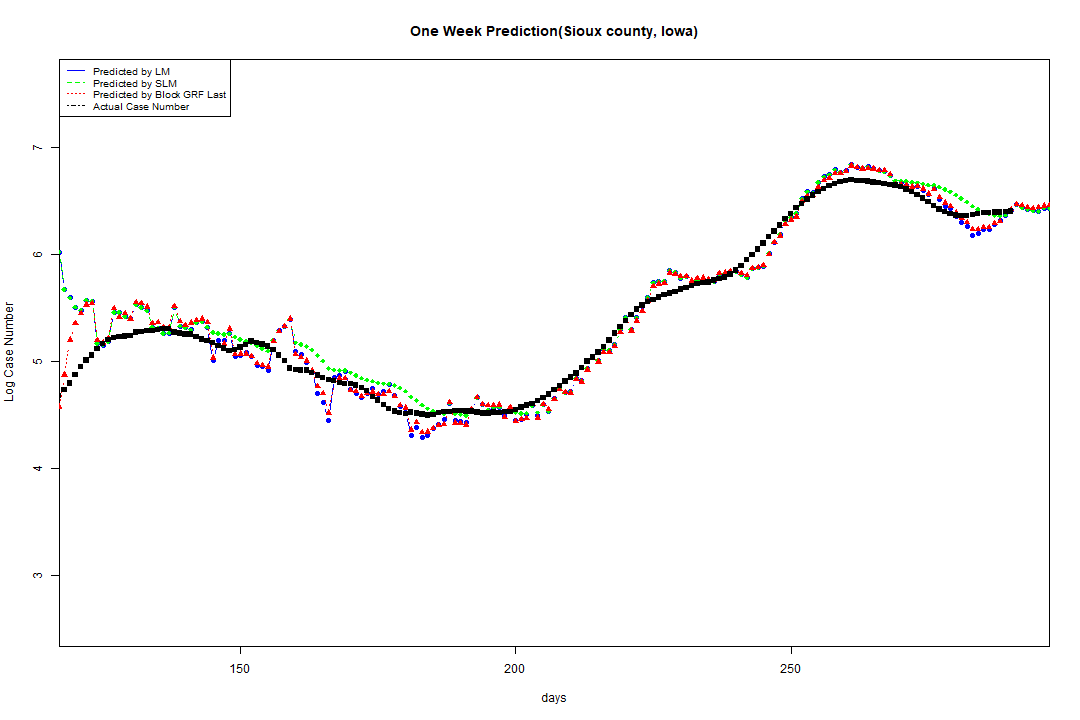 One Week Prediction(Sioux county, Iowa)
Predicted by LM
Predicted by SLM
Predicted by Block GRF Last
Actual Case Number
Log Case Number
7
6
5
4
3
150
200
250
days